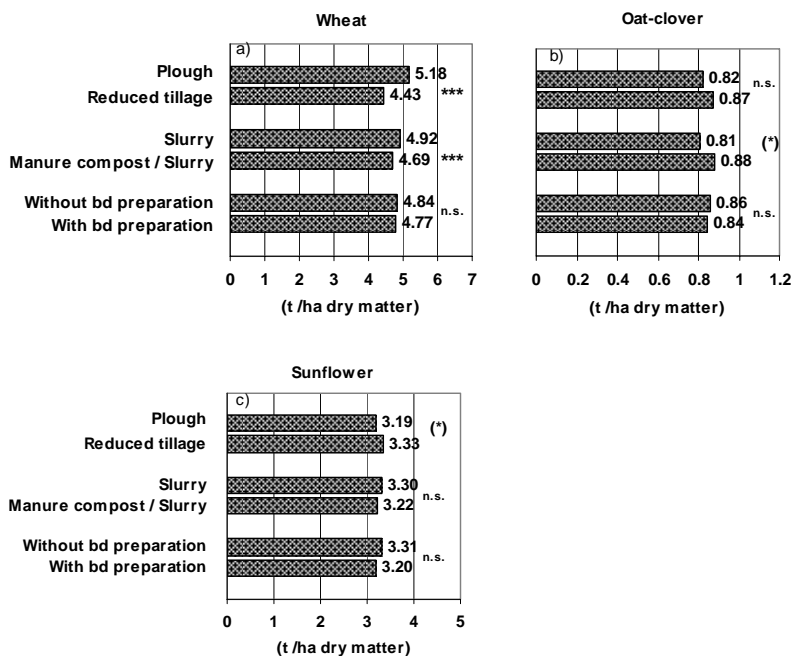 Wheat
a)
Plough 5.18
Reduced tillage 4.43 ***
Slurry 4.92
Manure compost / Slurry 4.69 ***
Without bd preparation 4.84
n.s.
With bd preparation 4.77
0 1 2 3 4 5 6 7
(t /ha dry matter)
Oat-clover
b)
0.82 n.s.
0.87
0.81 (*)
0.88
0.86
n.s.
0.84
0 0.2 0.4 0.6 0.8 1 1.2
(t /ha dry matter)
Sunflower
c)
Plough 3.19 (*)
Reduced tillage 3.33
Slurry 3.30
n.s.
Manure compost / Slurry 3.22
Without bd preparation 3.31
n.s.
With bd preparation 3.20
0 1 2 3 4 5
(t /ha dry matter)